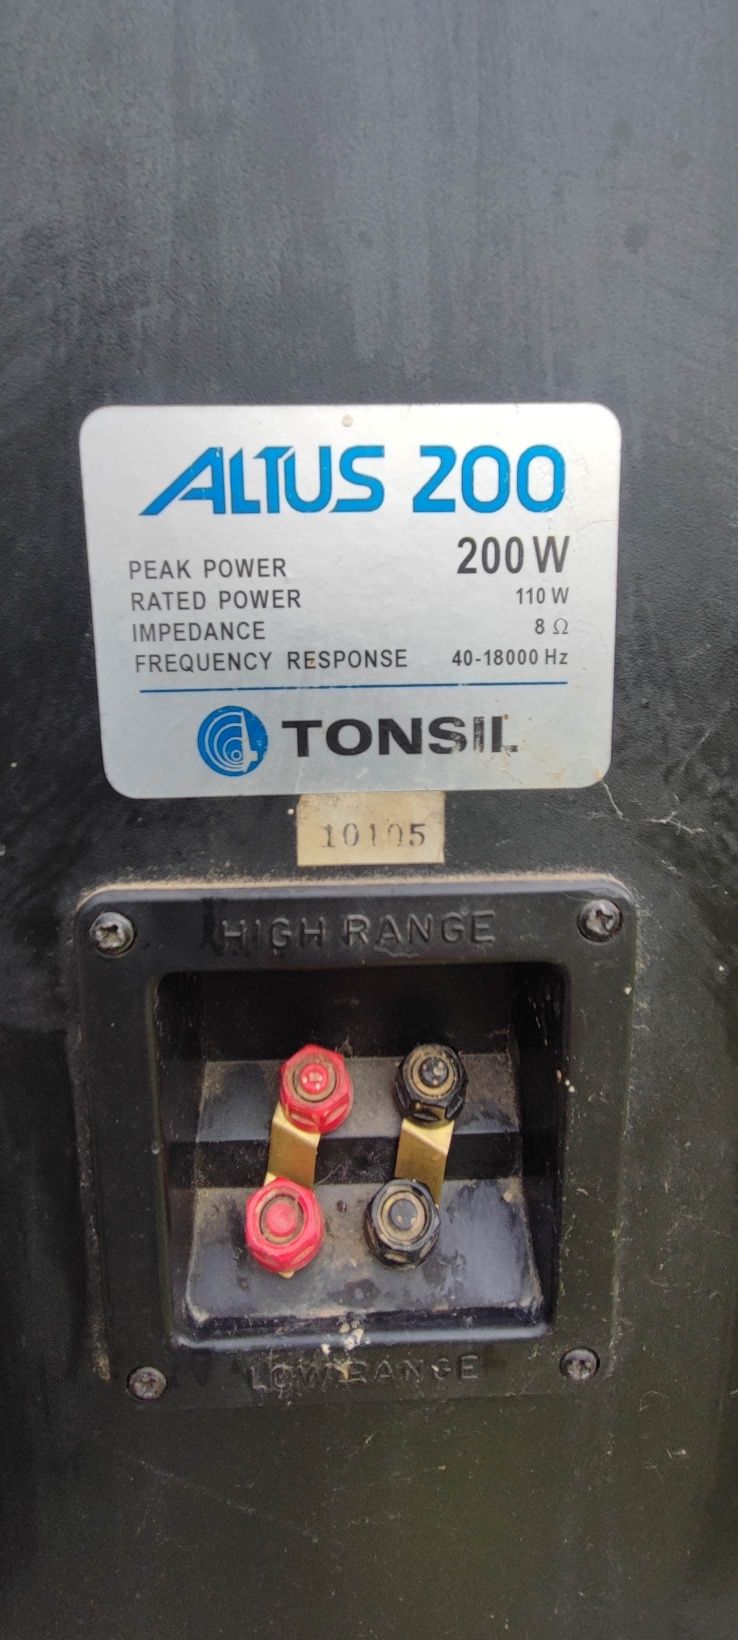 ALTUS 200
PEAK POWER 200 W
RATED POWER 110 W
IMPEDANCE 8 Ω
FREQUENCY RESPONSE 40-18000 Hz
TONSIL
10105
HIGH RANGE
LOW RANGE